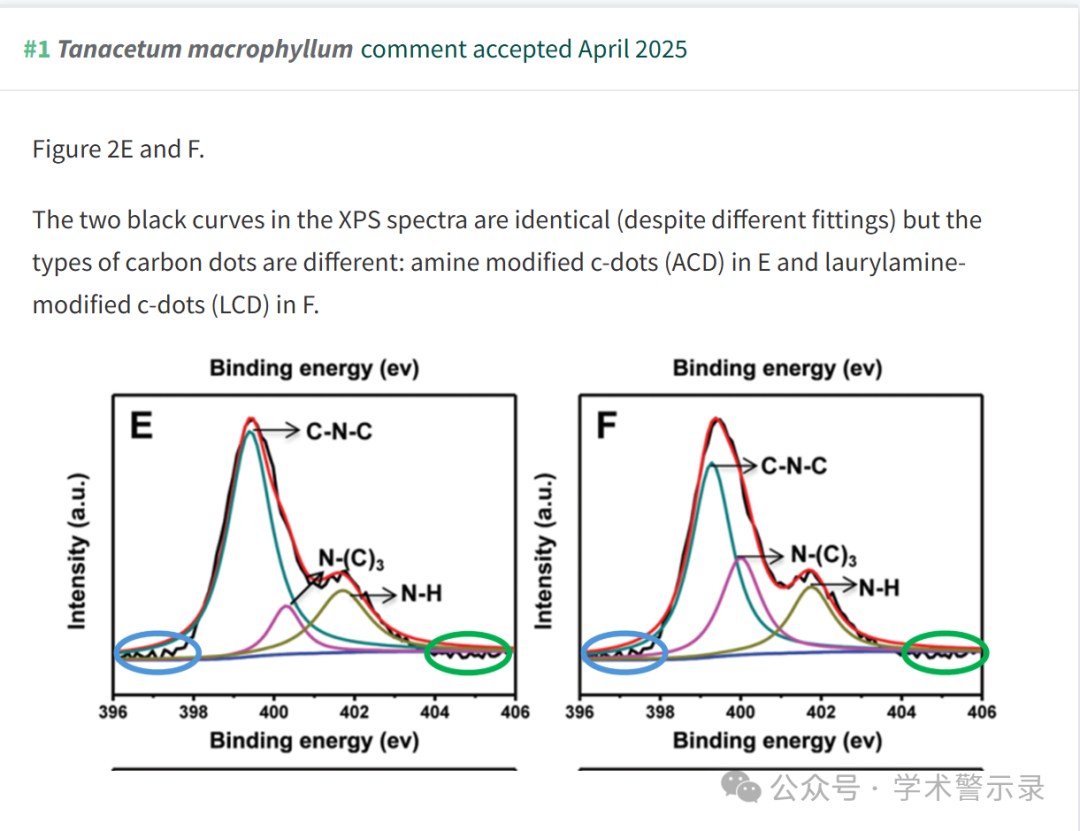 #1 Tanacetum macrophyllum comment accepted April 2025
Figure 2E and F.
The two black curves in the XPS spectra are identical (despite different fittings) but the
types of carbon dots are different: amine modified c-dots (ACD) in E and laurylamine-
modified c-dots (LCD) in F.
Binding energy (ev)
E
C-N-C
N-(C)₃
N-H
Intensity (a.u.)
396 398 400 402 404 406
Binding energy (ev)
Binding energy (ev)
F
C-N-C
N-(C)₃
N-H
Intensity (a.u.)
396 398 400 402 404 406
Binding energy (ev)
公众号 · 学术警示录